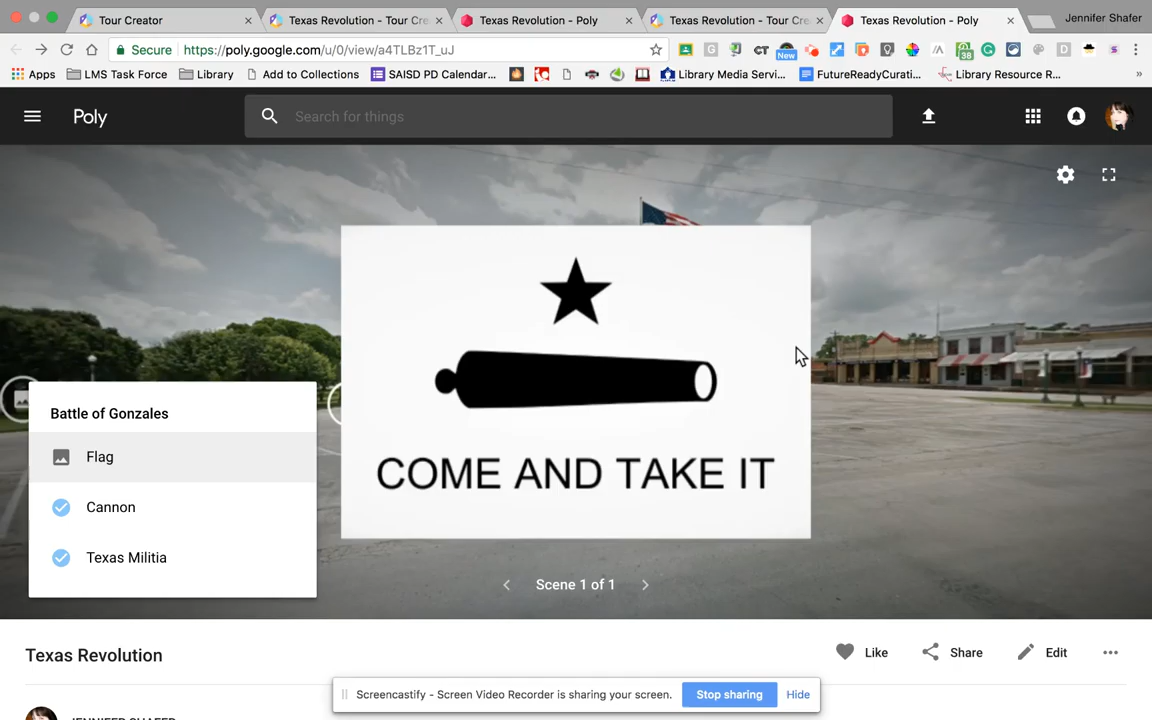 Tour Creator
Texas Revolution - Tour Cre
Texas Revolution - Poly
Texas Revolution - Tour Cre
Texas Revolution - Poly
Jennifer Shafer
Secure
https://poly.google.com/u/0/view/a4TLBz1T_uJ
New
38
Apps
LMS Task Force
Library
Add to Collections
SAISD PD Calendar...
Library Media Servi...
FutureReadyCurati...
Library Resource R...
»
Poly
Search for things
COME AND TAKE IT
Battle of Gonzales
Flag
Cannon
Texas Militia
Scene 1 of 1
Texas Revolution
Like
Share
Edit
Screencastify - Screen Video Recorder is sharing your screen.
Stop sharing
Hide
JENNIFER SHAFER